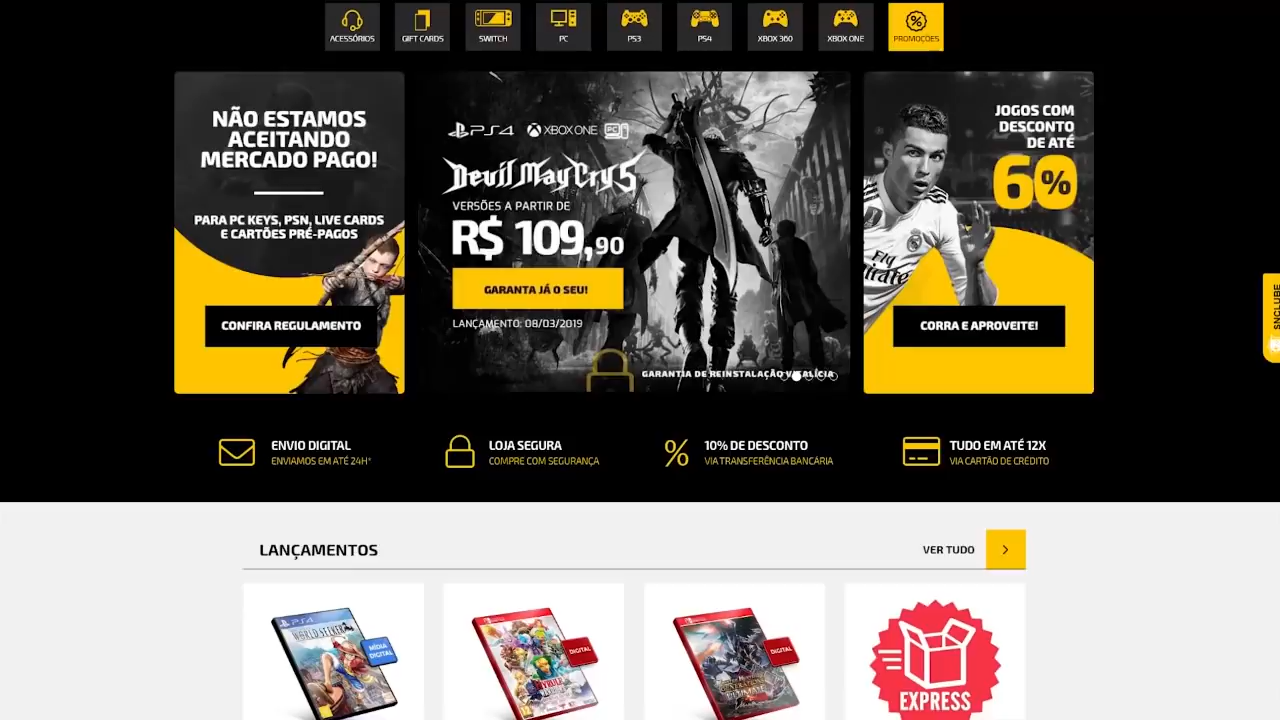 ACESSÓRIOS
GIFT CARDS
SWITCH
PC
PS3
PS4
XBOX 360
XBOX ONE
PROMOÇÕES
NÃO ESTAMOS
ACEITANDO
MERCADO PAGO!
PARA PC KEYS, PSN, LIVE CARDS
E CARTÕES PRÉ-PAGOS
CONFIRA REGULAMENTO
PS4 XBOX ONE PC
Devil May Cry 5
VERSÕES A PARTIR DE
R$ 109,90
GARANTA JÁ O SEU!
LANÇAMENTO: 08/03/2019
GARANTIA DE REINSTALAÇÃO VITALÍCIA
JOGOS COM
DESCONTO
DE ATÉ
60%
Fly
CORRA E APROVEITE!
SNCLUBE
ENVIO DIGITAL
ENVIAMOS EM ATÉ 24H*
LOJA SEGURA
COMPRE COM SEGURANÇA
10% DE DESCONTO
VIA TRANSFERÊNCIA BANCÁRIA
TUDO EM ATÉ 12X
VIA CARTÃO DE CRÉDITO
LANÇAMENTOS
VER TUDO
PS4
WORLD SEEKER
MÍDIA
DIGITAL
DIGITAL
GENERATIONS
ULTIMATE
DIGITAL
EXPRESS